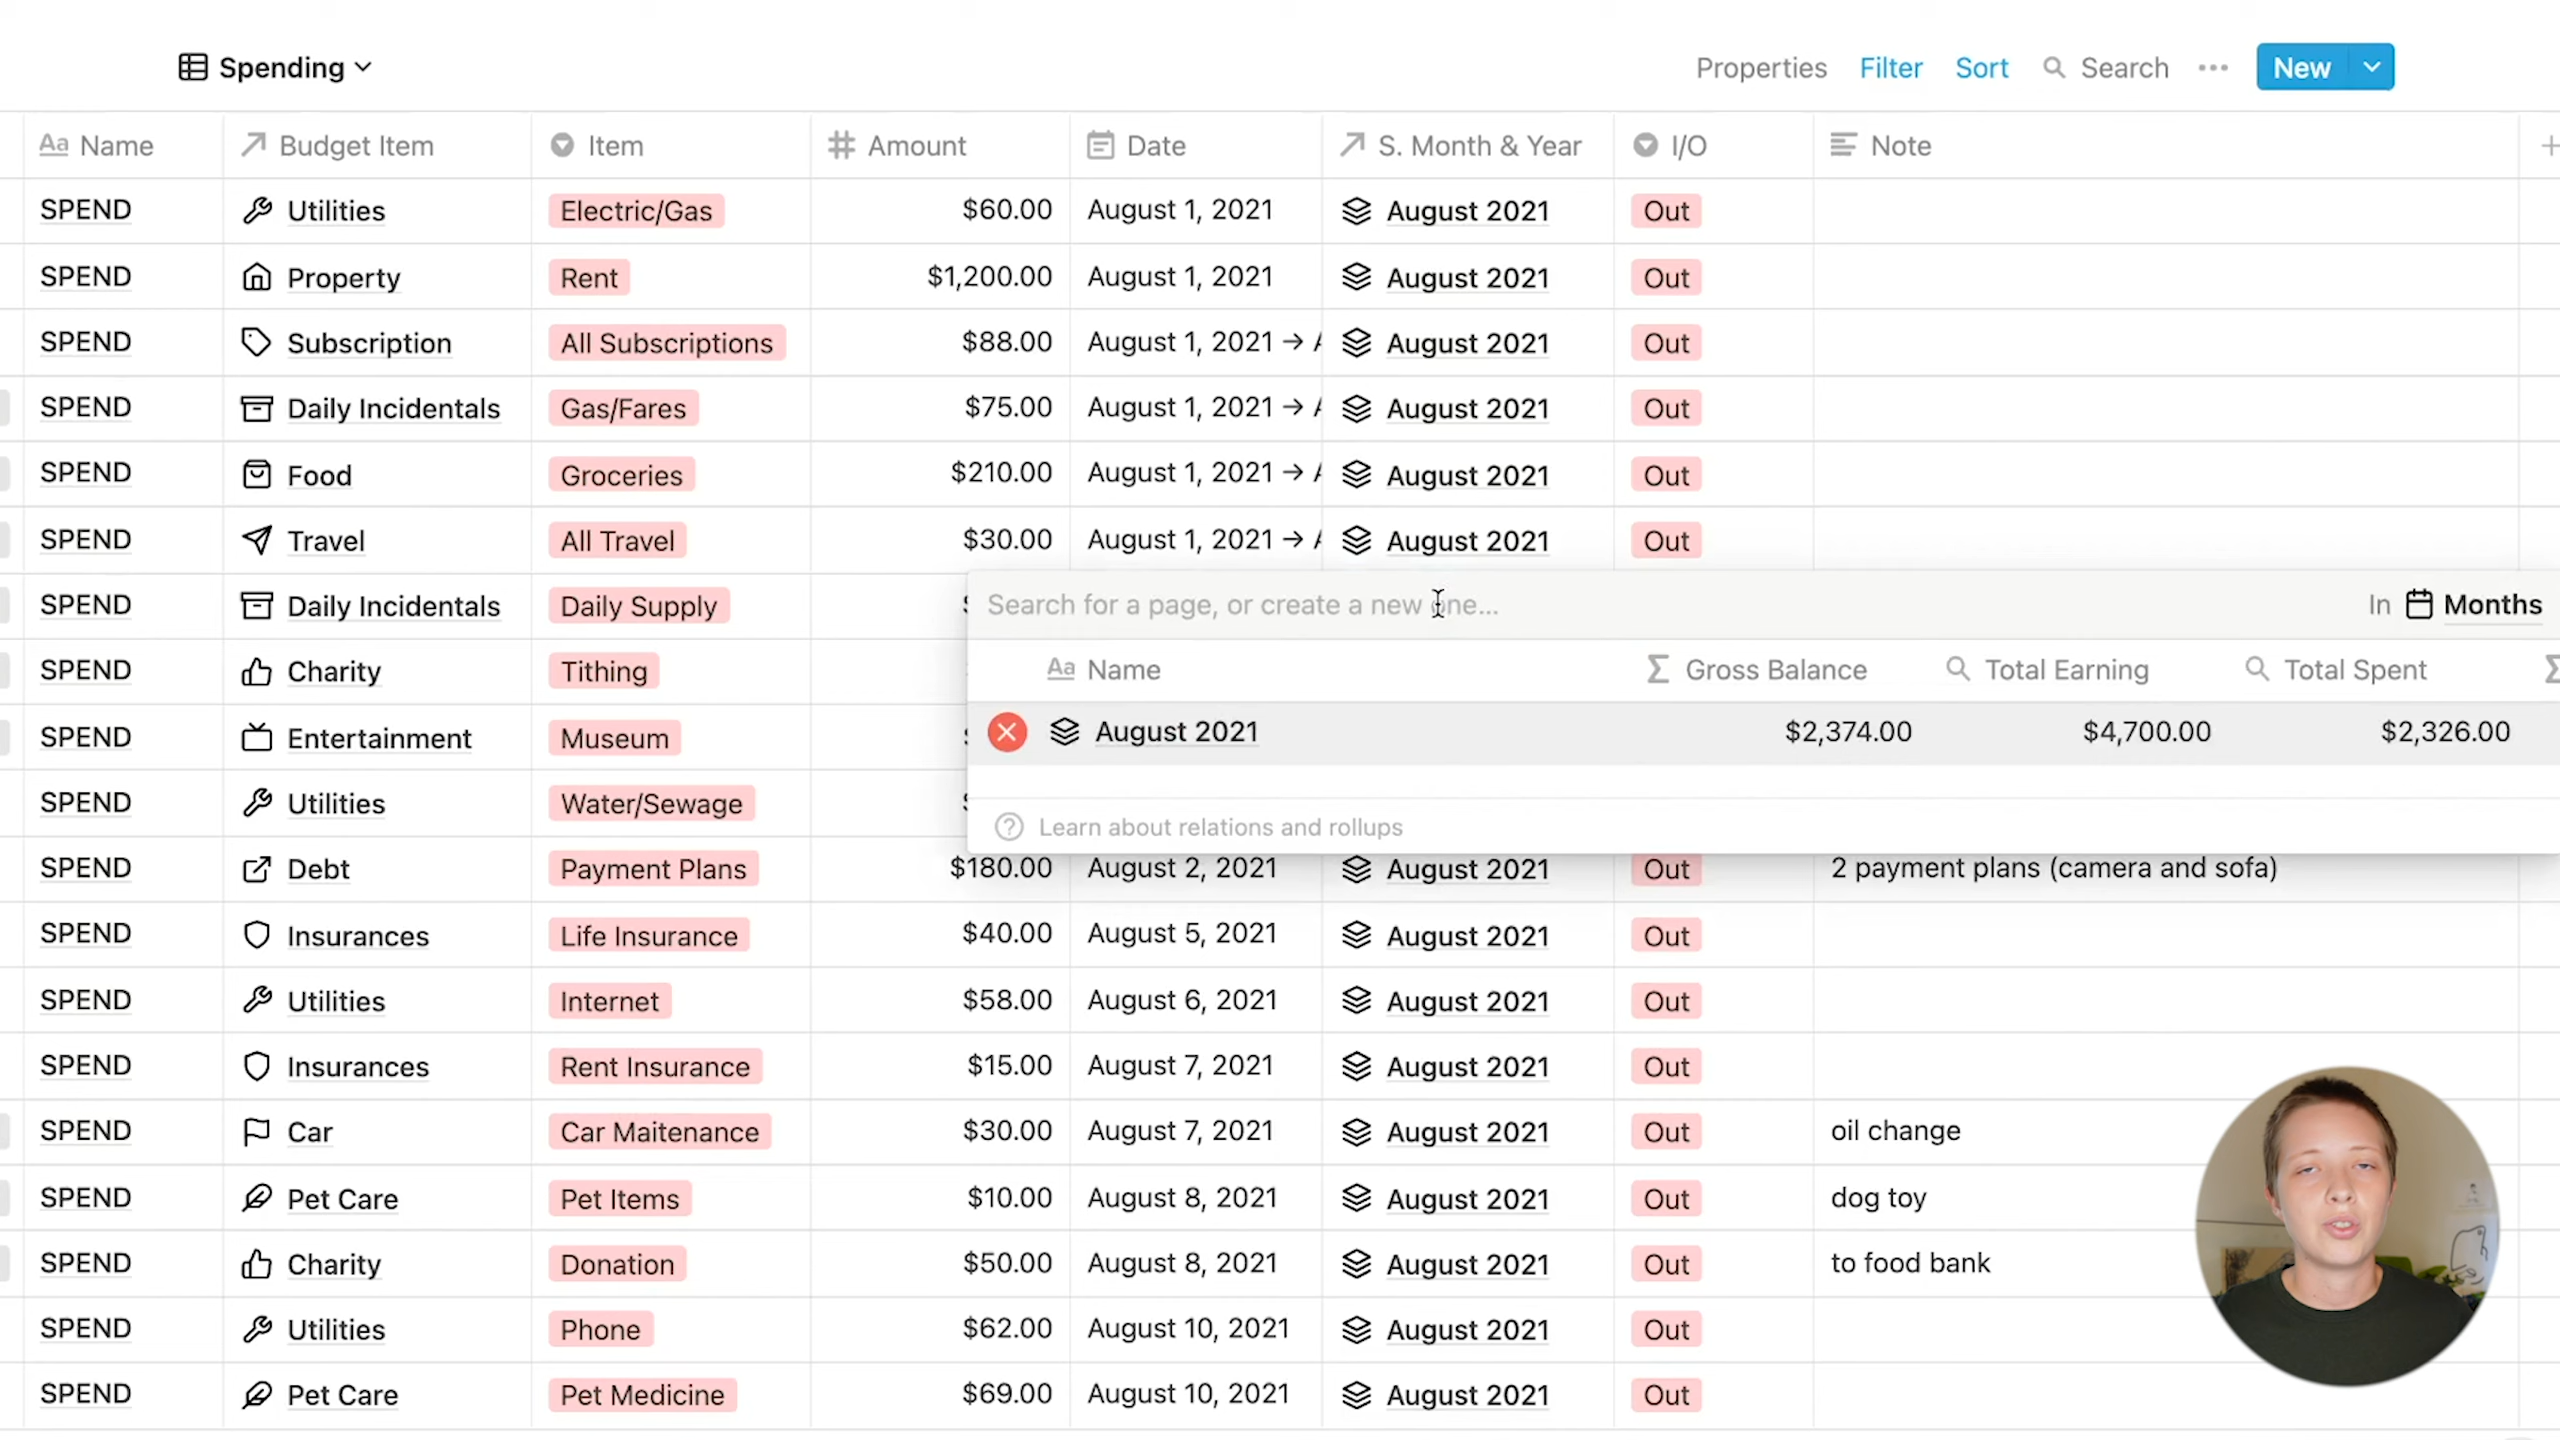 Spending Properties Filter Sort Search ... New
Aa Name Budget Item Item # Amount Date S. Month & Year I/O Note +
SPEND Utilities Electric/Gas $60.00 August 1, 2021 August 2021 Out
SPEND Property Rent $1,200.00 August 1, 2021 August 2021 Out
SPEND Subscription All Subscriptions $88.00 August 1, 2021 → August 2021 Out
SPEND Daily Incidentals Gas/Fares $75.00 August 1, 2021 → August 2021 Out
SPEND Food Groceries $210.00 August 1, 2021 → August 2021 Out
SPEND Travel All Travel $30.00 August 1, 2021 → August 2021 Out
SPEND Daily Incidentals Daily Supply
Search for a page, or create a new one... In Months
SPEND Charity Tithing
Aa Name Σ Gross Balance Total Earning Total Spent Σ
SPEND Entertainment Museum
August 2021 $2,374.00 $4,700.00 $2,326.00
SPEND Utilities Water/Sewage
? Learn about relations and rollups
SPEND Debt Payment Plans $180.00 August 2, 2021 August 2021 Out 2 payment plans (camera and sofa)
SPEND Insurances Life Insurance $40.00 August 5, 2021 August 2021 Out
SPEND Utilities Internet $58.00 August 6, 2021 August 2021 Out
SPEND Insurances Rent Insurance $15.00 August 7, 2021 August 2021 Out
SPEND Car Car Maitenance $30.00 August 7, 2021 August 2021 Out oil change
SPEND Pet Care Pet Items $10.00 August 8, 2021 August 2021 Out dog toy
SPEND Charity Donation $50.00 August 8, 2021 August 2021 Out to food bank
SPEND Utilities Phone $62.00 August 10, 2021 August 2021 Out
SPEND Pet Care Pet Medicine $69.00 August 10, 2021 August 2021 Out